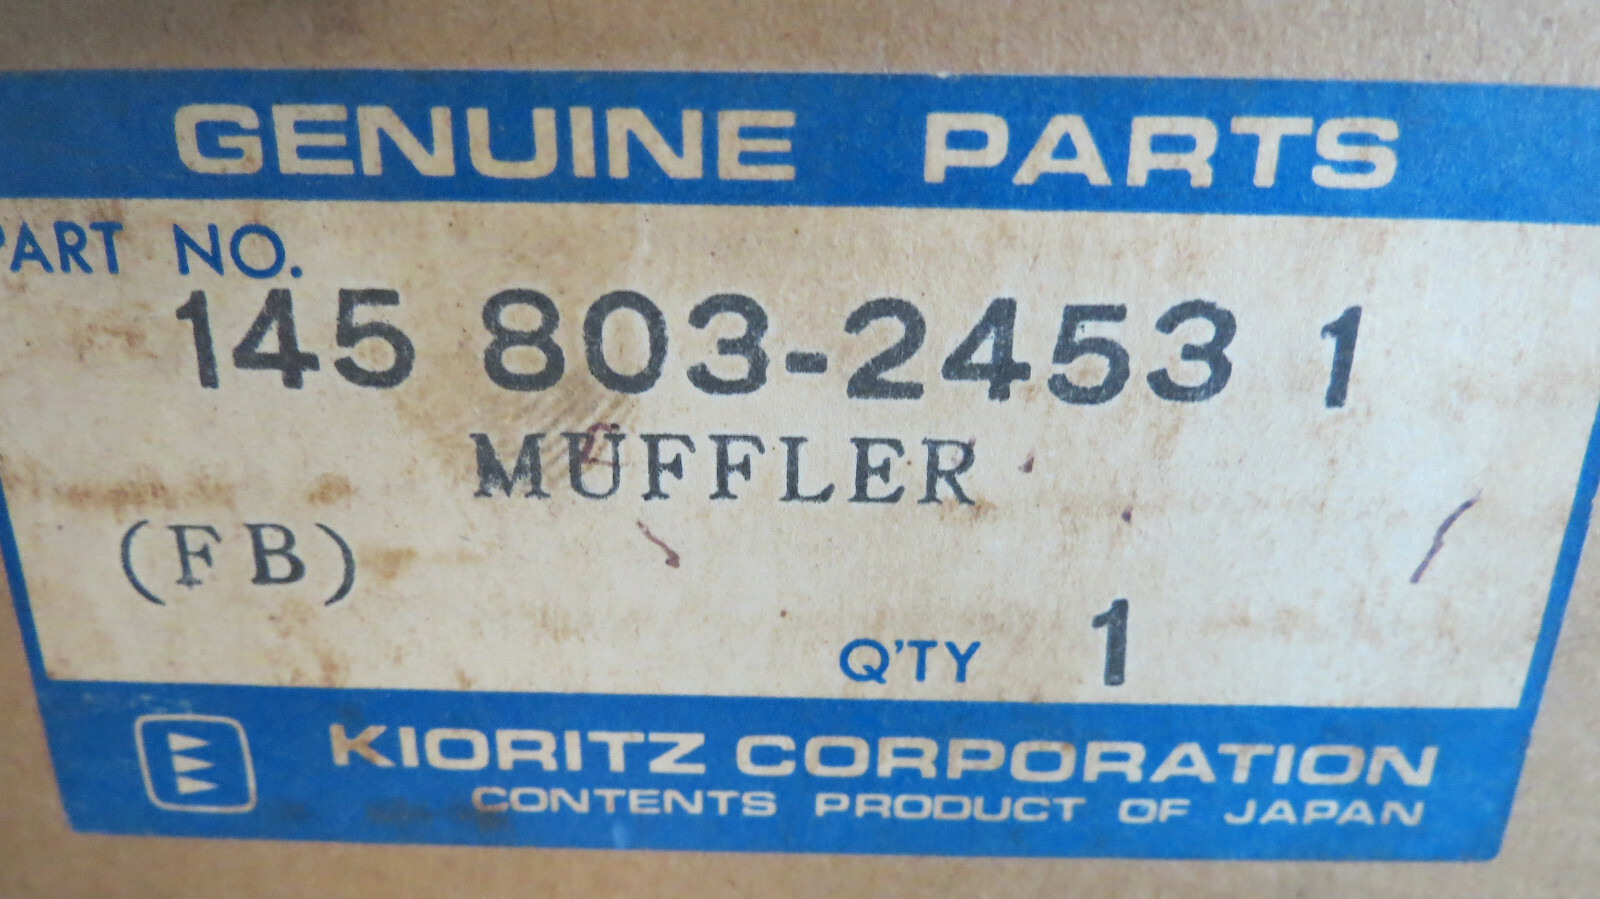 GENUINE PARTS
PART NO.
145 803-2453 1
MUFFLER
(FB)
Q'TY 1
KIORITZ CORPORATION
CONTENTS PRODUCT OF JAPAN